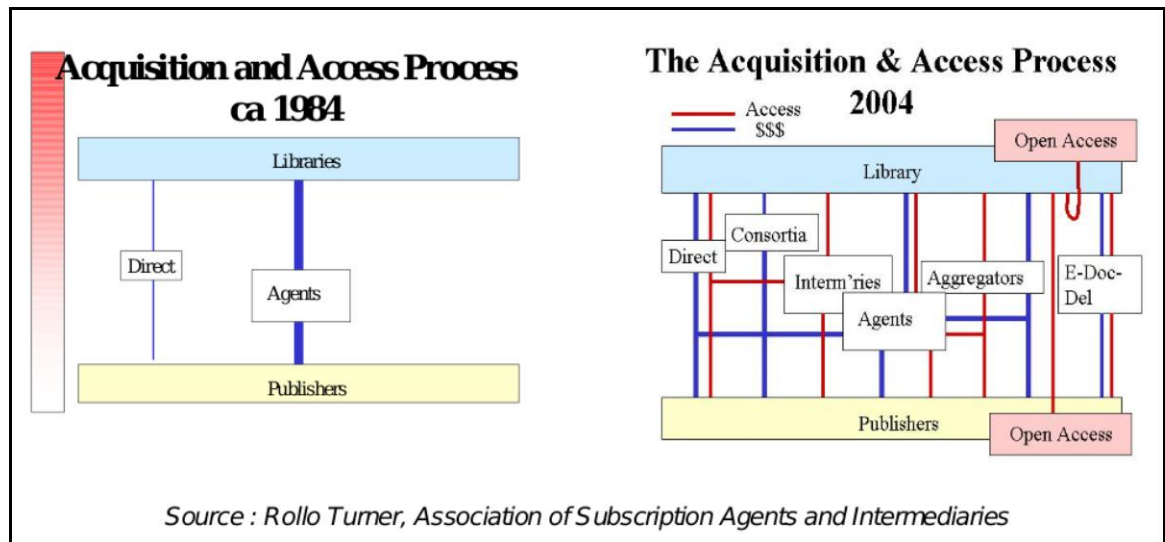 Acquisition and Access Process
ca 1984
Libraries
Direct
Agents
Publishers
The Acquisition & Access Process
2004
Access
$$$
Open Access
Library
Consortia
Direct
Interm'ries
Aggregators
E-Doc-
Del
Agents
Publishers
Open Access
Source : Rollo Turner, Association of Subscription Agents and Intermediaries